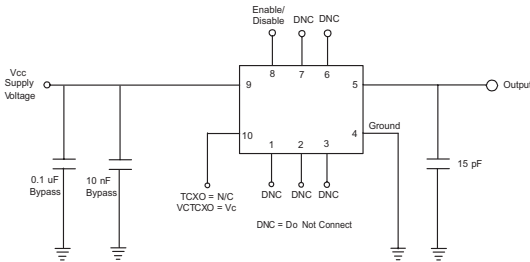 Enable/
Disable
DNC
DNC
8
7
6
Vcc
Supply
Voltage
9
5
Output
10
4
Ground
1
2
3
0.1 uF
Bypass
10 nF
Bypass
15 pF
TCXO = N/C
VCTCXO = Vc
DNC
DNC
DNC
DNC = Do Not Connect